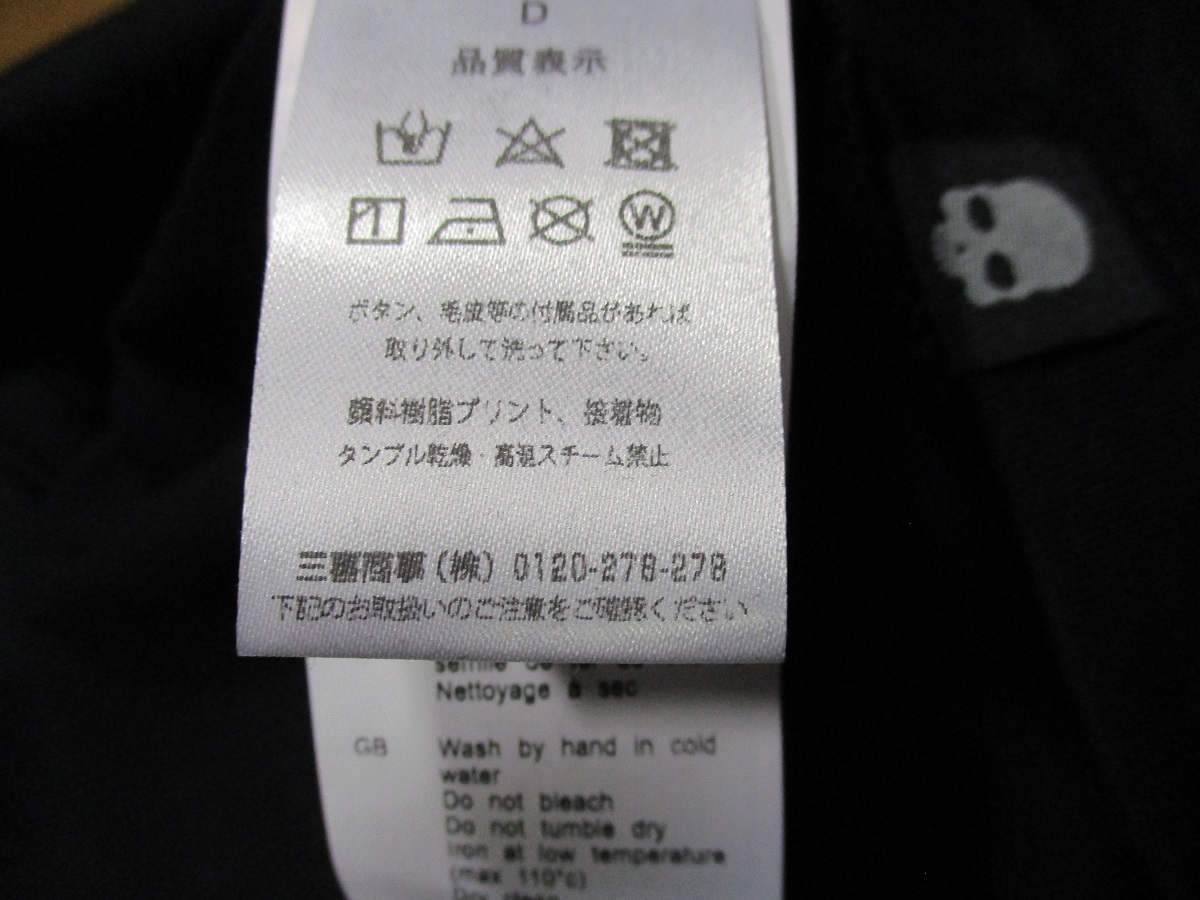 D
品質表示
W
ボタン、毛皮等の付属品があれば
取り外して洗って下さい。
顔料樹脂プリント、接着物
タンブル乾燥・高温スチーム禁止
三喜商事(株) 0120-278-278
下記のお取扱いのご注意をご確認ください
Nettoyage à sec
GB
Wash by hand in cold
water
Do not bleach
Do not tumble dry
Iron at low temperature
(max 110°c)